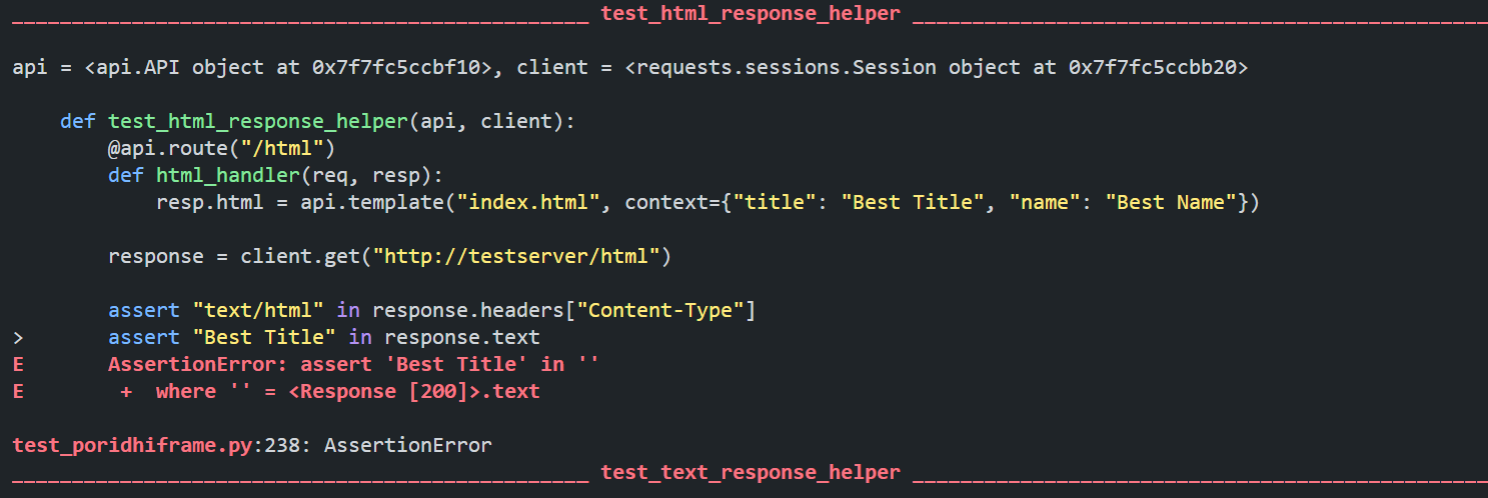 ________________________________________________ test_html_response_helper ________________________________________________
api = <api.API object at 0x7f7fc5ccbf10>, client = <requests.sessions.Session object at 0x7f7fc5ccbb20>
    def test_html_response_helper(api, client):
        @api.route("/html")
        def html_handler(req, resp):
            resp.html = api.template("index.html", context={"title": "Best Title", "name": "Best Name"})
        response = client.get("http://testserver/html")
        assert "text/html" in response.headers["Content-Type"]
>       assert "Best Title" in response.text
E       AssertionError: assert 'Best Title' in ''
E        +  where '' = <Response [200]>.text
test_poridhiframe.py:238: AssertionError
________________________________________________ test_text_response_helper ________________________________________________